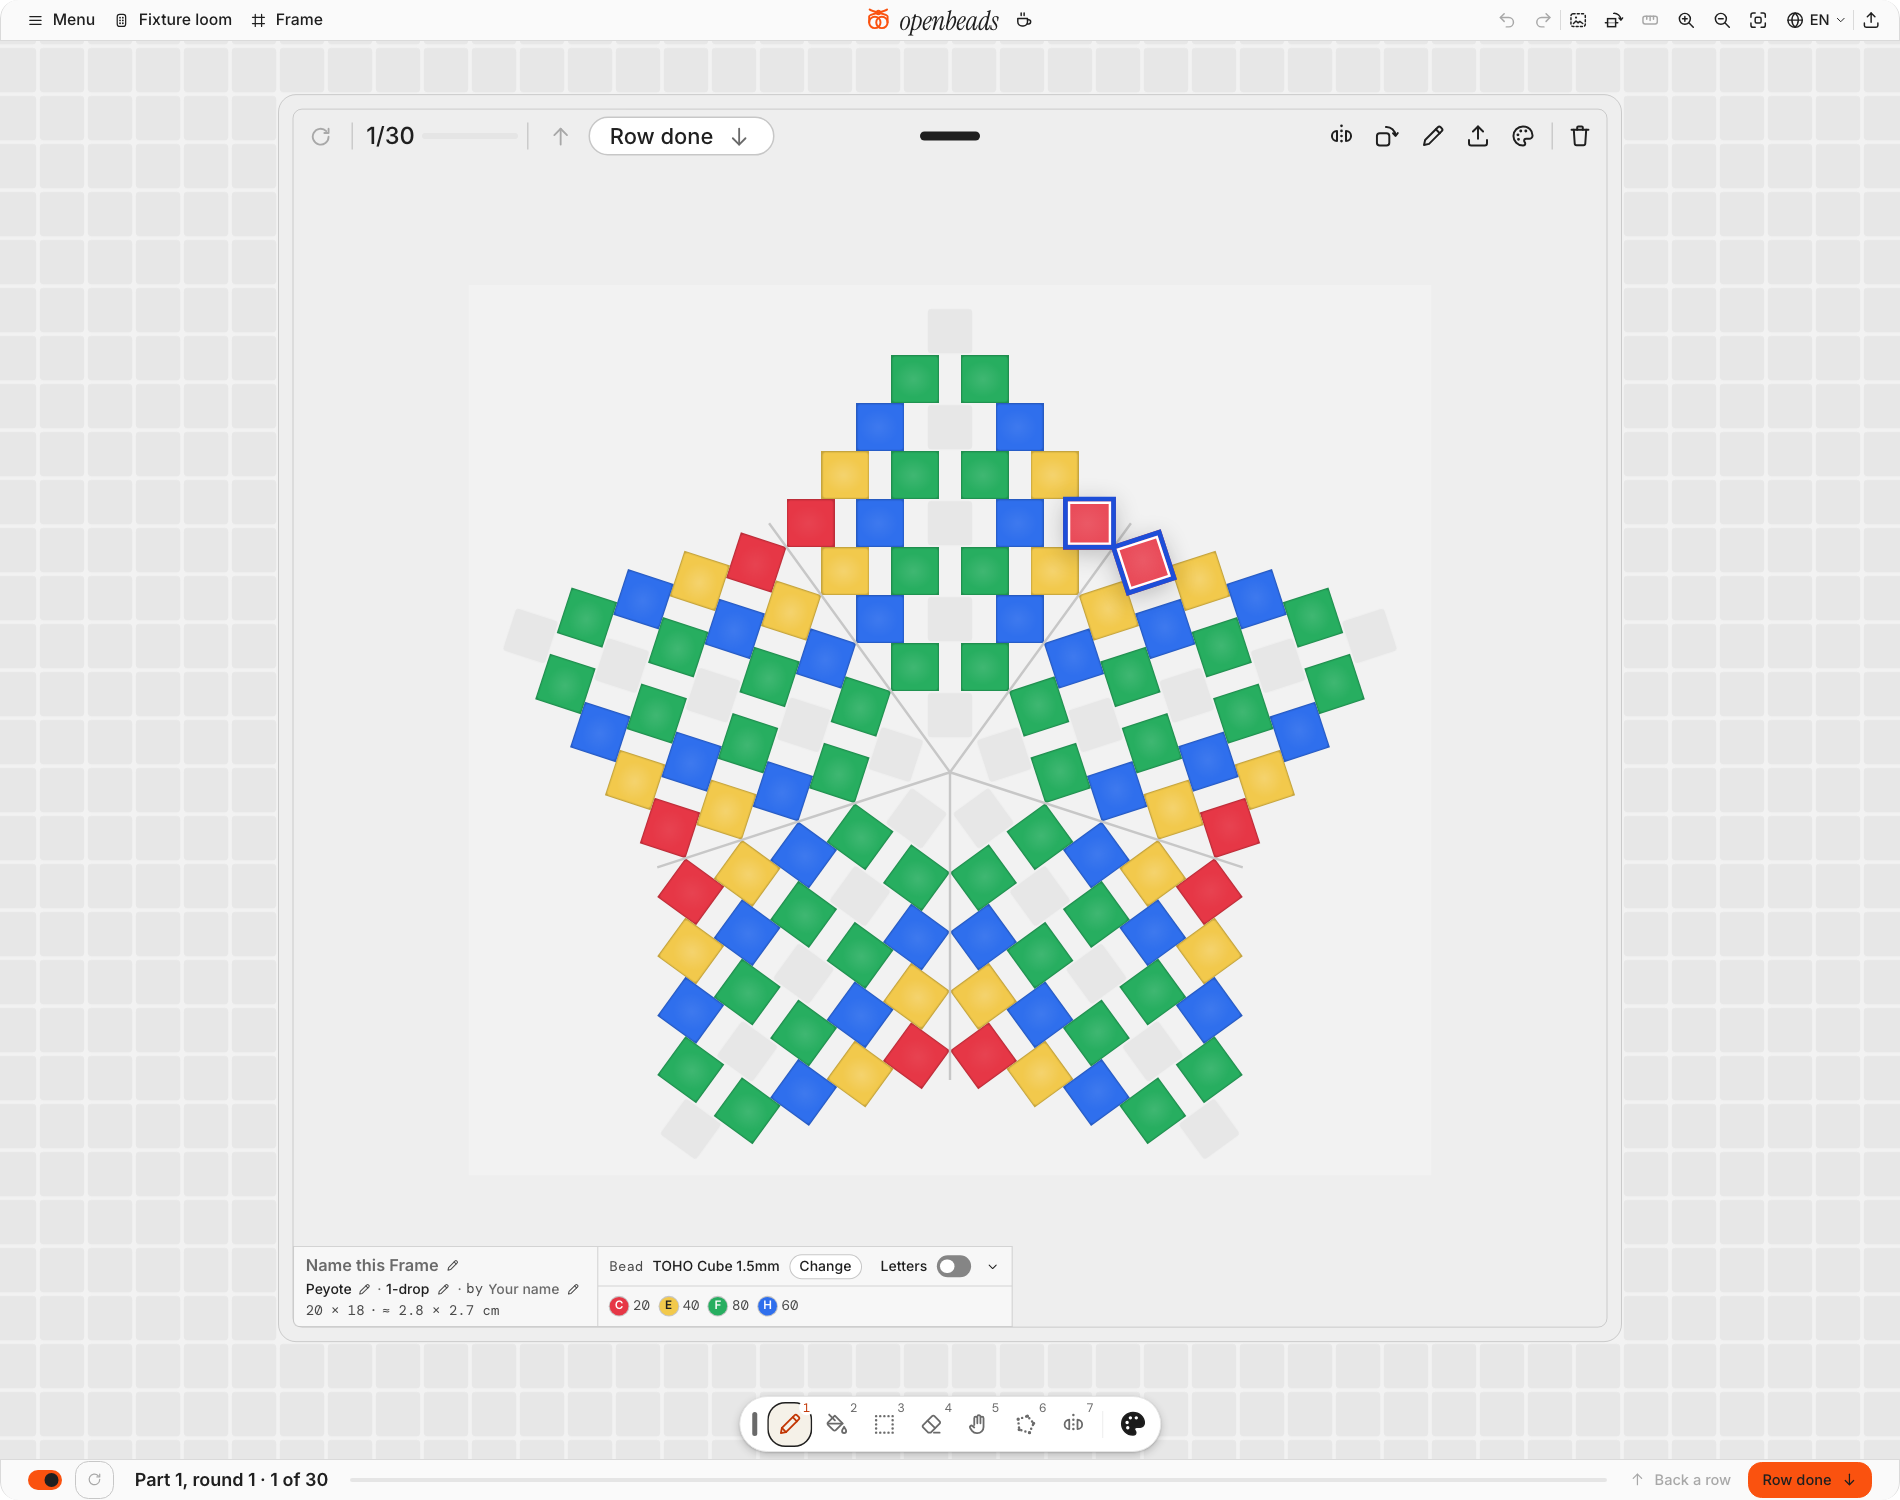 Menu Fixture loom Frame openbeads EN
1/30 Row done
Name this Frame
Peyote · 1-drop · by Your name
20 × 18 · ≈ 2.8 × 2.7 cm
Bead TOHO Cube 1.5mm Change Letters
C 20 E 40 F 80 H 60
1 2 3 4 5 6 7
Part 1, round 1 · 1 of 30 Back a row Row done